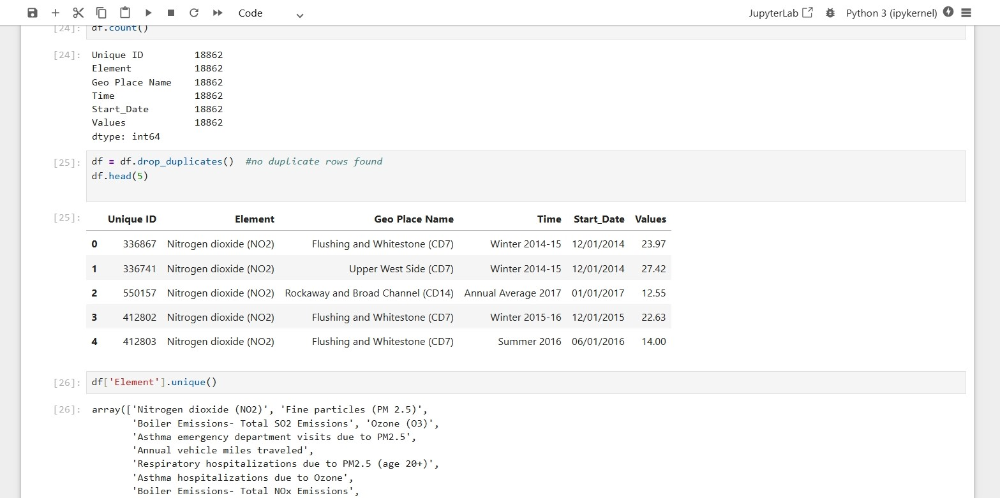 Code JupyterLab Python 3 (ipykernel)
[24]: df.count()
[24]: Unique ID 18862
Element 18862
Geo Place Name 18862
Time 18862
Start_Date 18862
Values 18862
dtype: int64
[25]: df = df.drop_duplicates() #no duplicate rows found
df.head(5)
[25]: Unique ID Element Geo Place Name Time Start_Date Values
0 336867 Nitrogen dioxide (NO2) Flushing and Whitestone (CD7) Winter 2014-15 12/01/2014 23.97
1 336741 Nitrogen dioxide (NO2) Upper West Side (CD7) Winter 2014-15 12/01/2014 27.42
2 550157 Nitrogen dioxide (NO2) Rockaway and Broad Channel (CD14) Annual Average 2017 01/01/2017 12.55
3 412802 Nitrogen dioxide (NO2) Flushing and Whitestone (CD7) Winter 2015-16 12/01/2015 22.63
4 412803 Nitrogen dioxide (NO2) Flushing and Whitestone (CD7) Summer 2016 06/01/2016 14.00
[26]: df['Element'].unique()
[26]: array(['Nitrogen dioxide (NO2)', 'Fine particles (PM 2.5)',
'Boiler Emissions- Total SO2 Emissions', 'Ozone (O3)',
'Asthma emergency department visits due to PM2.5',
'Annual vehicle miles traveled',
'Respiratory hospitalizations due to PM2.5 (age 20+)',
'Asthma hospitalizations due to Ozone',
'Boiler Emissions- Total NOx Emissions',